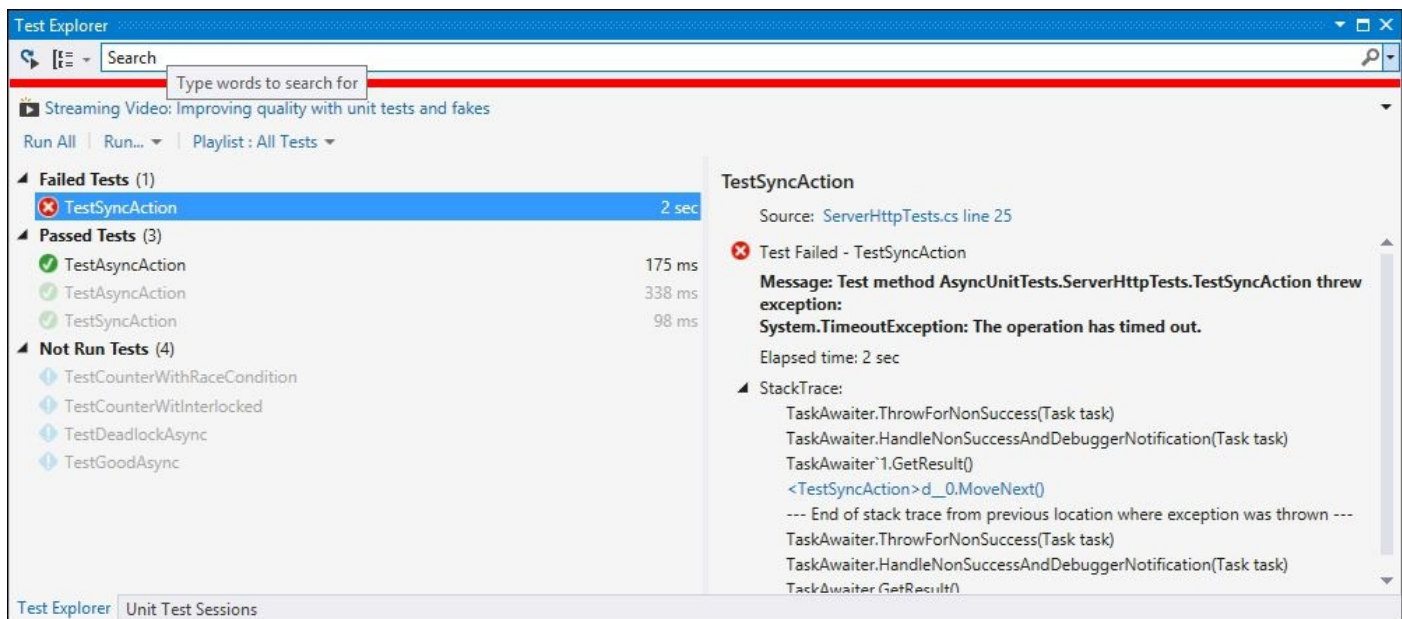 Test Explorer
Search
Type words to search for
Streaming Video: Improving quality with unit tests and fakes
Run All | Run... | Playlist : All Tests
Failed Tests (1)
TestSyncAction 2 sec
Passed Tests (3)
TestAsyncAction 175 ms
TestAsyncAction 338 ms
TestSyncAction 98 ms
Not Run Tests (4)
TestCounterWithRaceCondition
TestCounterWitInterlocked
TestDeadlockAsync
TestGoodAsync
TestSyncAction
Source: ServerHttpTests.cs line 25
Test Failed - TestSyncAction
Message: Test method AsyncUnitTests.ServerHttpTests.TestSyncAction threw
exception:
System.TimeoutException: The operation has timed out.
Elapsed time: 2 sec
StackTrace:
TaskAwaiter.ThrowForNonSuccess(Task task)
TaskAwaiter.HandleNonSuccessAndDebuggerNotification(Task task)
TaskAwaiter`1.GetResult()
<TestSyncAction>d__0.MoveNext()
--- End of stack trace from previous location where exception was thrown ---
TaskAwaiter.ThrowForNonSuccess(Task task)
TaskAwaiter.HandleNonSuccessAndDebuggerNotification(Task task)
TaskAwaiter.GetResult()
Test Explorer Unit Test Sessions